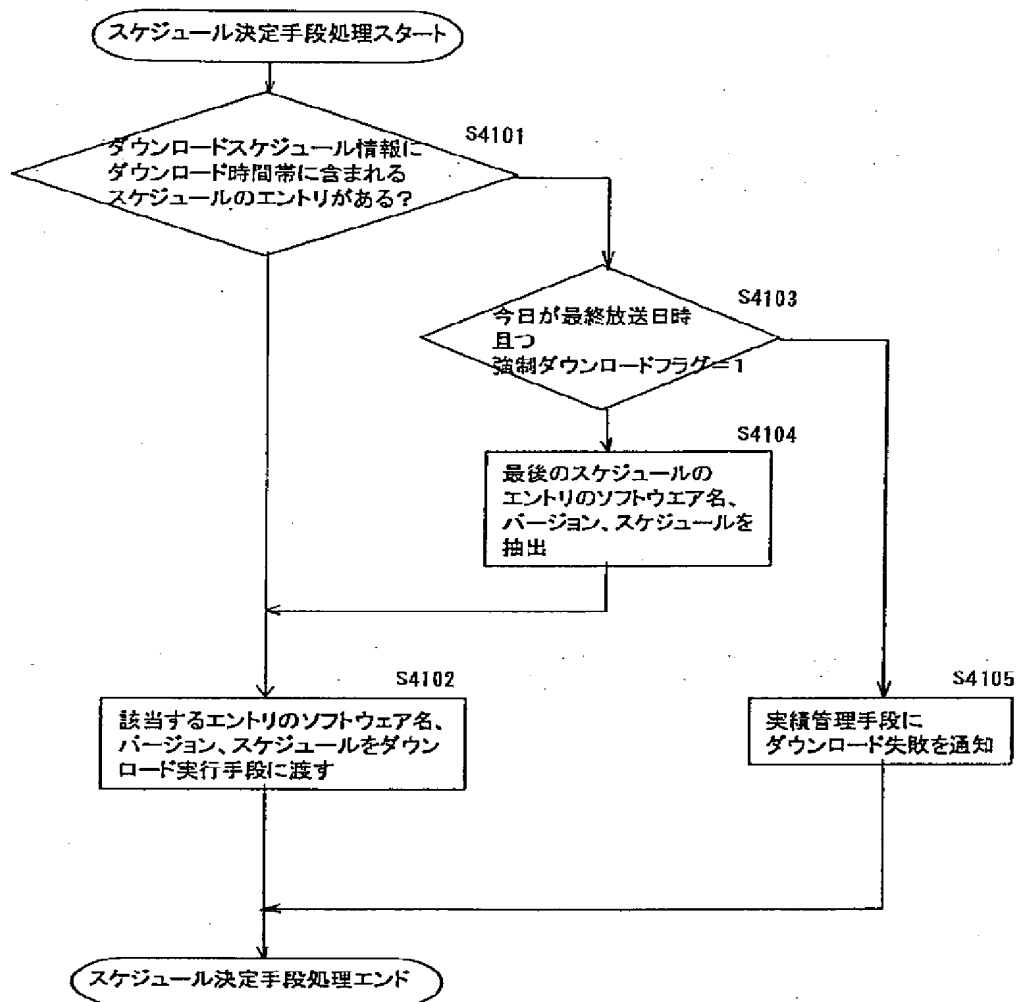 スケジュール決定手段処理スタート
S4101
ダウンロードスケジュール情報に
ダウンロード時間帯に含まれる
スケジュールのエントリがある?
S4103
今日が最終放送日時
且つ
強制ダウンロードフラグ=1
S4104
最後のスケジュールの
エントリのソフトウエア名、
バージョン、スケジュールを
抽出
S4102
該当するエントリのソフトウェア名、
バージョン、スケジュールをダウン
ロード実行手段に渡す
S4105
実績管理手段に
ダウンロード失敗を通知
スケジュール決定手段処理エンド